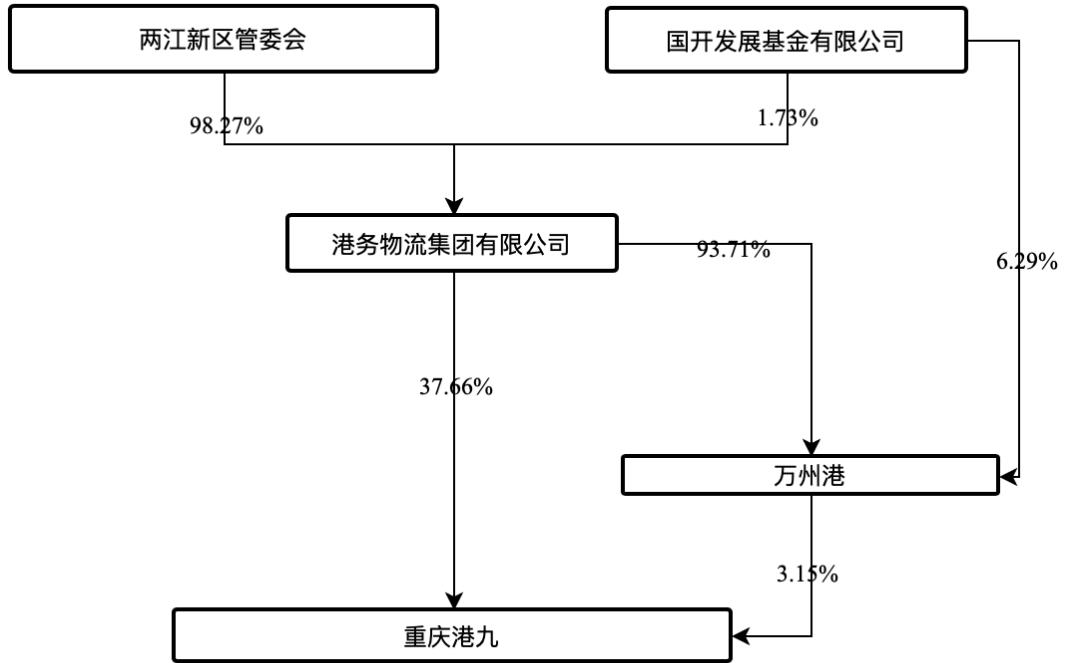 两江新区管委会
国开发展基金有限公司
98.27%
1.73%
港务物流集团有限公司
93.71%
6.29%
37.66%
万州港
3.15%
重庆港九